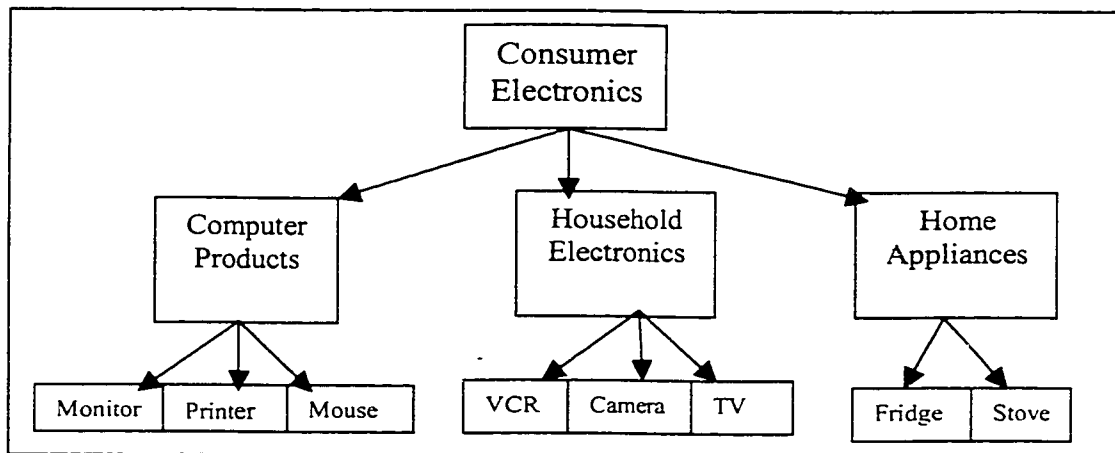 Consumer
Electronics
Computer
Products
Household
Electronics
Home
Appliances
Monitor Printer Mouse
VCR Camera TV
Fridge Stove